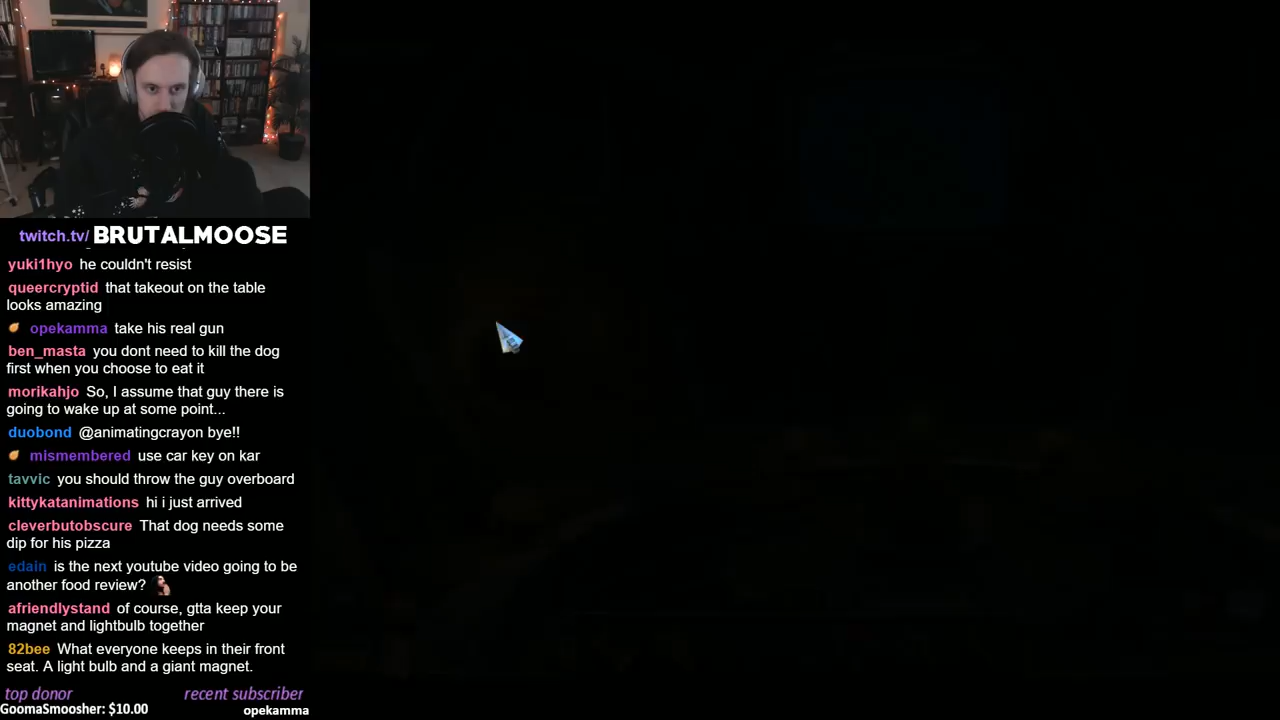 twitch.tv/ BRUTALMOOSE
yuki1hyo he couldn't resist
queercryptid that takeout on the table
looks amazing
opekamma take his real gun
ben_masta you dont need to kill the dog
first when you choose to eat it
morikahjo So, I assume that guy there is
going to wake up at some point...
duobond @animatingcrayon bye!!
mismembered use car key on kar
tavvic you should throw the guy overboard
kittykatanimations hi i just arrived
cleverbutobscure That dog needs some
dip for his pizza
edain is the next youtube video going to be
another food review?
afriendlystand of course, gtta keep your
magnet and lightbulb together
82bee What everyone keeps in their front
seat. A light bulb and a giant magnet.
top donor recent subscriber
GoomaSmoosher: $10.00 opekamma